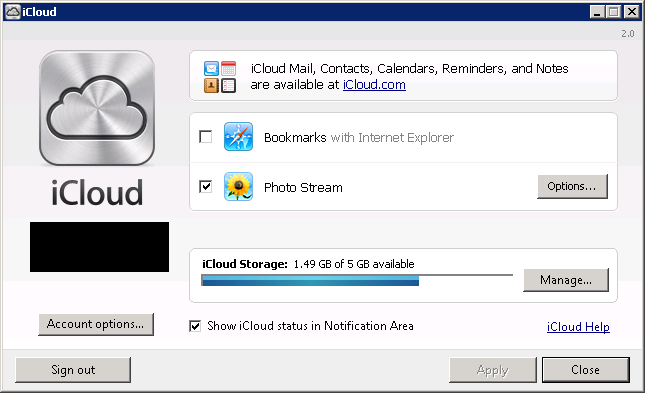 iCloud
2.0
iCloud
iCloud Mail, Contacts, Calendars, Reminders, and Notes
are available at iCloud.com
Bookmarks with Internet Explorer
Photo Stream
Options...
iCloud Storage: 1.49 GB of 5 GB available
Manage...
Account options...
Show iCloud status in Notification Area
iCloud Help
Sign out
Apply
Close